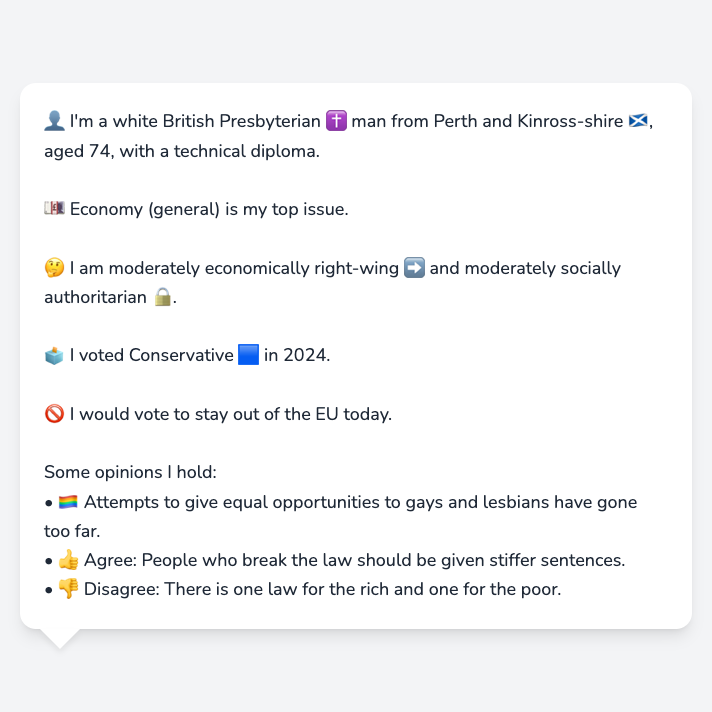 👤 I'm a white British Presbyterian ✝️ man from Perth and Kinross-shire 🏴󠁧󠁢󠁳󠁣󠁴󠁿,
aged 74, with a technical diploma.
💷 Economy (general) is my top issue.
🤔 I am moderately economically right-wing ➡️ and moderately socially
authoritarian 🔒.
🗳️ I voted Conservative 🟦 in 2024.
🚫 I would vote to stay out of the EU today.
Some opinions I hold:
• 🏳️‍🌈 Attempts to give equal opportunities to gays and lesbians have gone
too far.
• 👍 Agree: People who break the law should be given stiffer sentences.
• 👎 Disagree: There is one law for the rich and one for the poor.